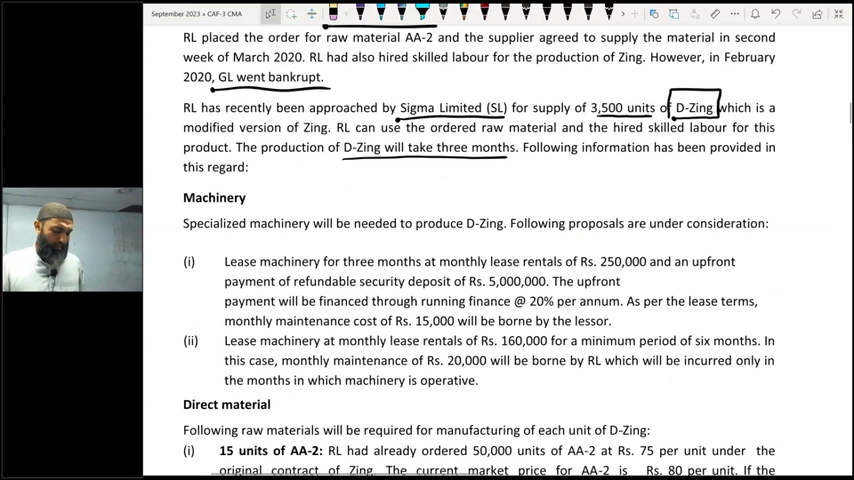 September 2023 » CAF-3 CMA
RL placed the order for raw material AA-2 and the supplier agreed to supply the material in second
week of March 2020. RL had also hired skilled labour for the production of Zing. However, in February
2020, GL went bankrupt.
RL has recently been approached by Sigma Limited (SL) for supply of 3,500 units of D-Zing which is a
modified version of Zing. RL can use the ordered raw material and the hired skilled labour for this
product. The production of D-Zing will take three months. Following information has been provided in
this regard:
Machinery
Specialized machinery will be needed to produce D-Zing. Following proposals are under consideration:
(i) Lease machinery for three months at monthly lease rentals of Rs. 250,000 and an upfront
payment of refundable security deposit of Rs. 5,000,000. The upfront
payment will be financed through running finance @ 20% per annum. As per the lease terms,
monthly maintenance cost of Rs. 15,000 will be borne by the lessor.
(ii) Lease machinery at monthly lease rentals of Rs. 160,000 for a minimum period of six months. In
this case, monthly maintenance of Rs. 20,000 will be borne by RL which will be incurred only in
the months in which machinery is operative.
Direct material
Following raw materials will be required for manufacturing of each unit of D-Zing:
(i) 15 units of AA-2: RL had already ordered 50,000 units of AA-2 at Rs. 75 per unit under the
original contract of Zing. The current market price for AA-2 is Rs. 80 per unit. If the